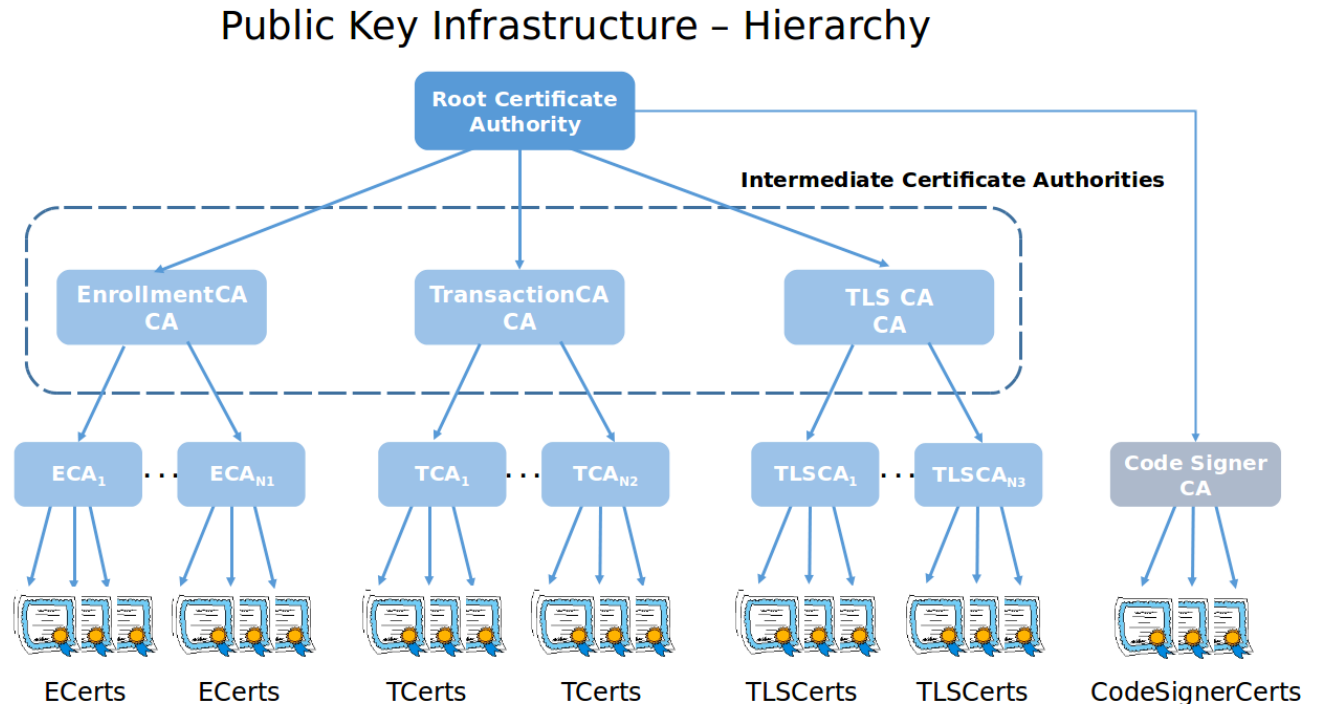 Public Key Infrastructure – Hierarchy
Root Certificate
Authority
Intermediate Certificate Authorities
EnrollmentCA
CA
TransactionCA
CA
TLS CA
CA
ECA1
. . .
ECAN1
TCA1
. . .
TCAN2
TLSCA1
. . .
TLSCAN3
Code Signer
CA
ECerts
ECerts
TCerts
TCerts
TLSCerts
TLSCerts
CodeSignerCerts